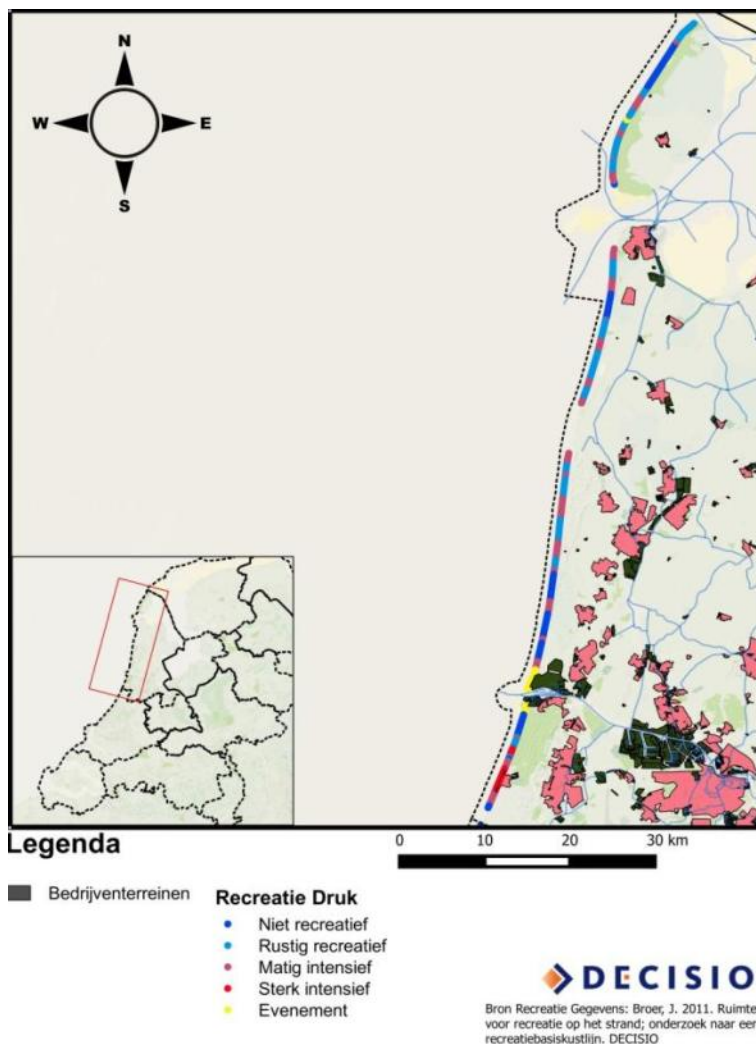 N
W E
S
Legenda
0 10 20 30 km
Bedrijventerreinen
Recreatie Druk
Niet recreatief
Rustig recreatief
Matig intensief
Sterk intensief
Evenement
DECISIO
Bron Recreatie Gegevens: Broer, J. 2011. Ruimte
voor recreatie op het strand; onderzoek naar een
recreatiebasiskustlijn. DECISIO